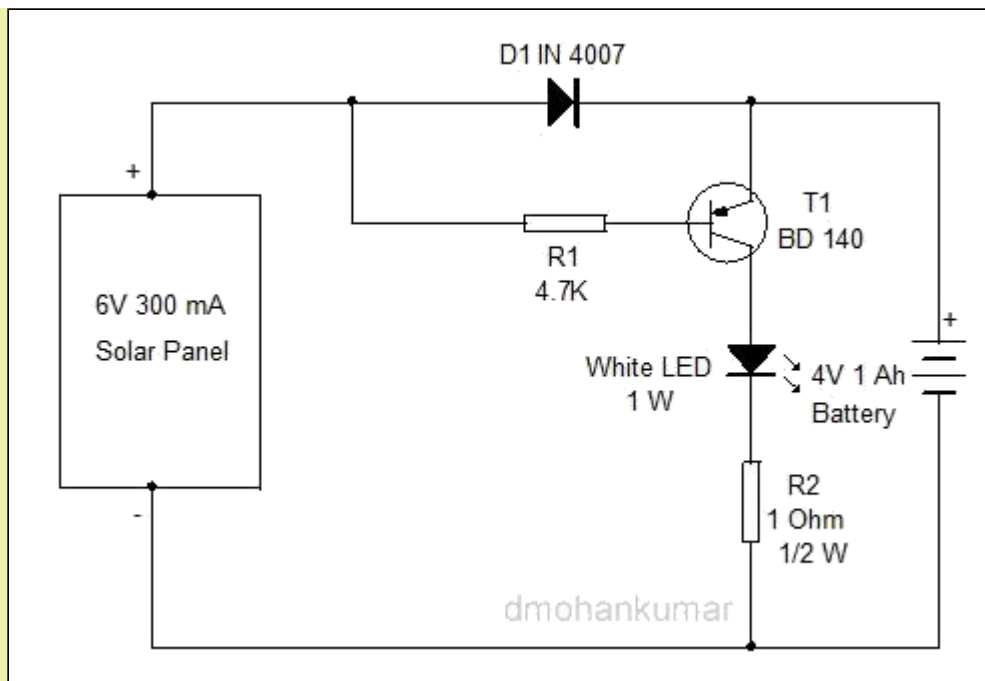 D1 IN 4007
+
T1
BD 140
R1
4.7K
6V 300 mA
Solar Panel
+
White LED
1 W
4V 1 Ah
Battery
-
R2
1 Ohm
1/2 W
dmohankumar